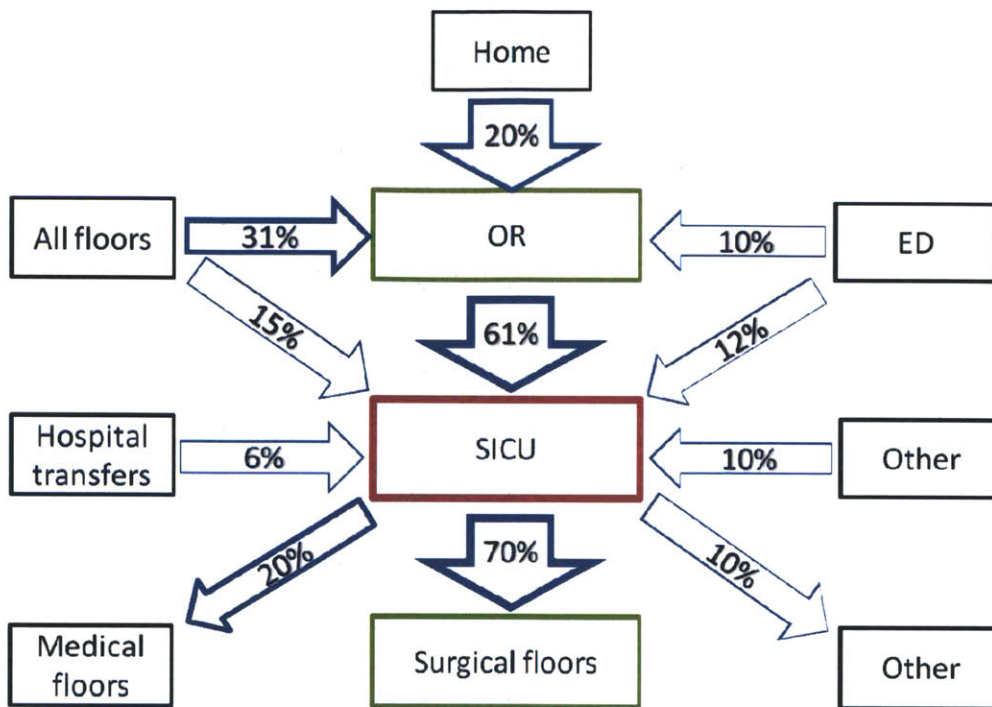 Home
20%
All floors
31%
OR
10%
ED
15%
61%
12%
Hospital
transfers
6%
SICU
10%
Other
20%
70%
10%
Medical
floors
Surgical floors
Other